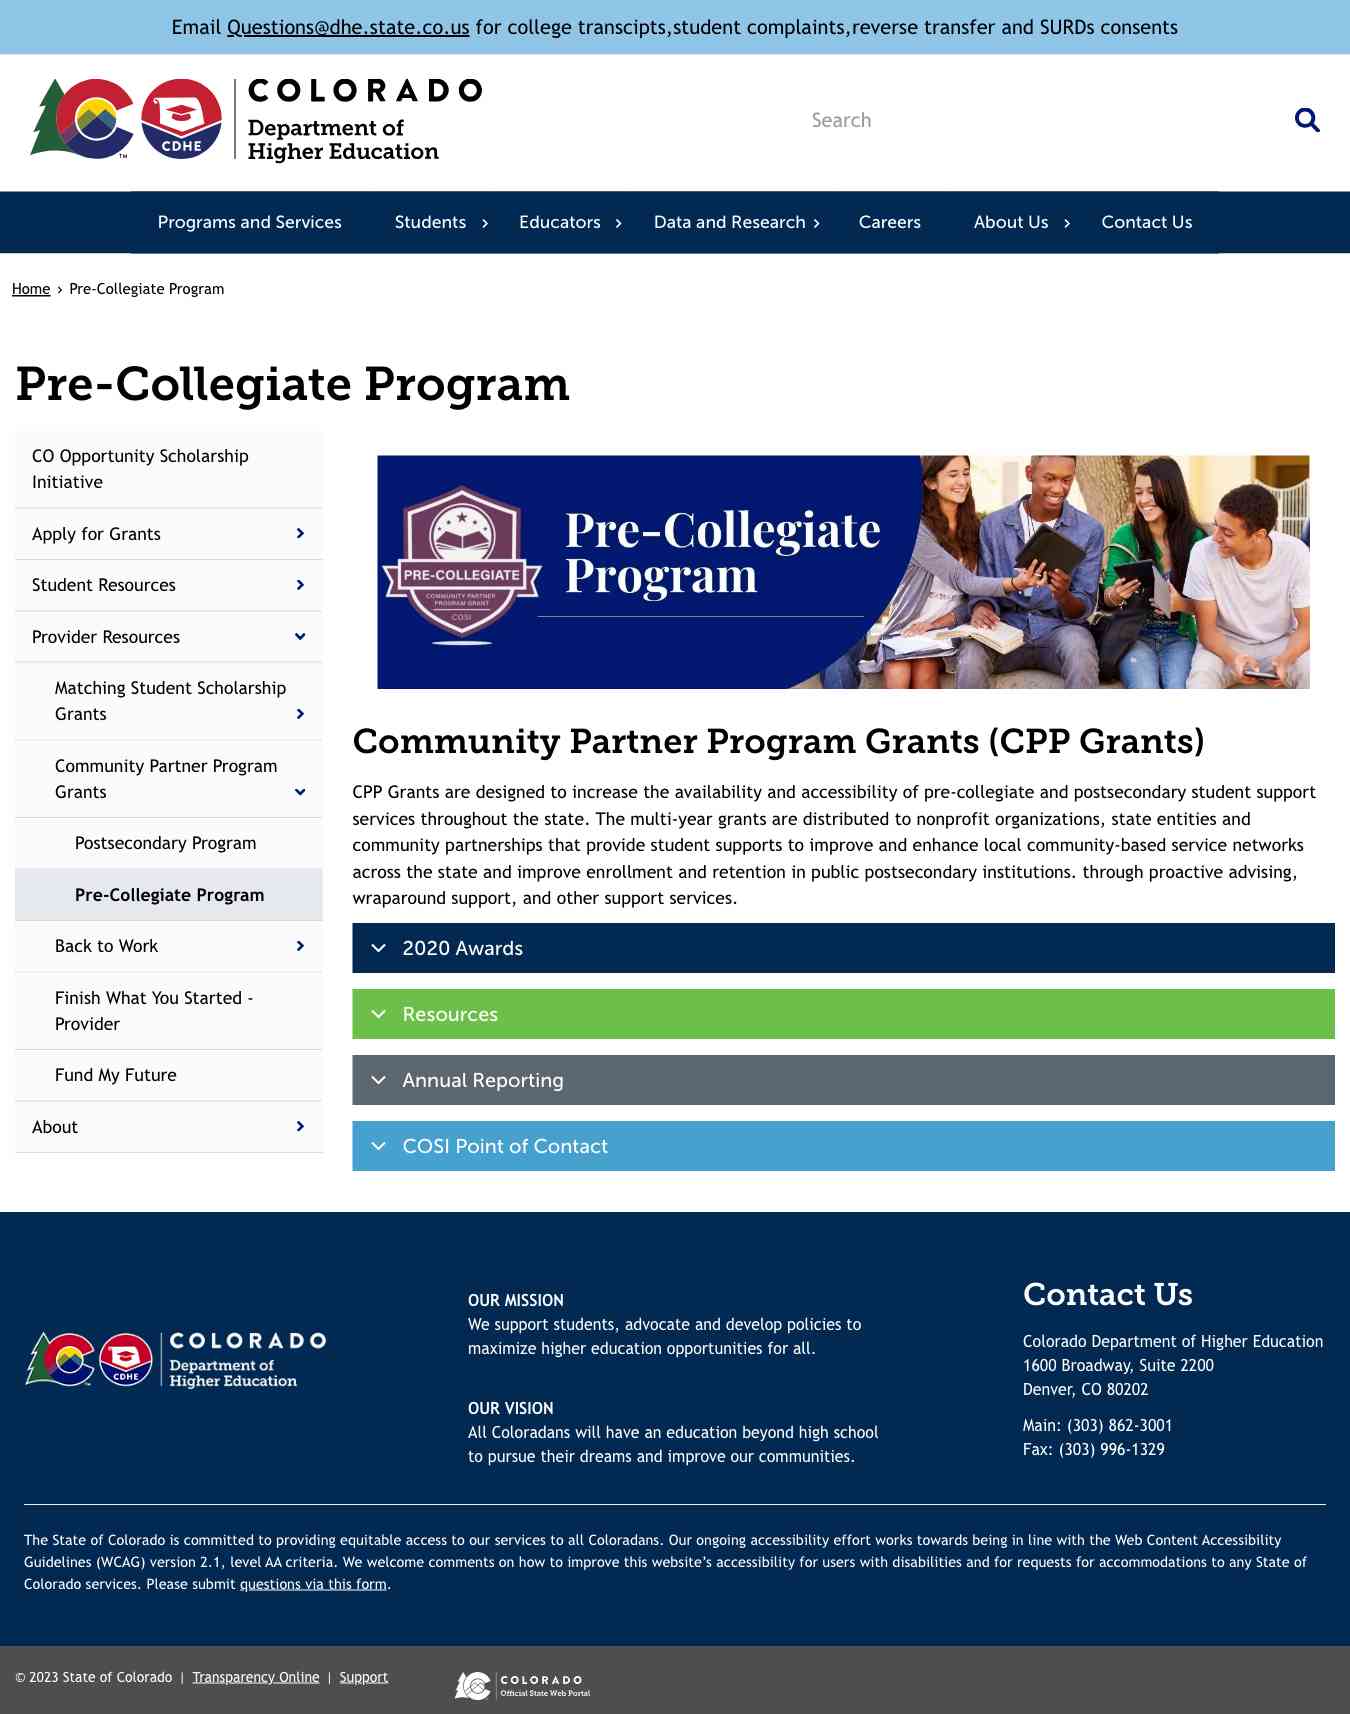 Email Questions@dhe.state.co.us for college transcipts,student complaints,reverse transfer and SURDs consents
COLORADO
Department of
Higher Education
CDHE
TM
Search
Programs and Services
Students
Educators
Data and Research
Careers
About Us
Contact Us
Home › Pre-Collegiate Program
Pre-Collegiate Program
CO Opportunity Scholarship
Initiative
Apply for Grants
Student Resources
Provider Resources
Matching Student Scholarship
Grants
Community Partner Program
Grants
Postsecondary Program
Pre-Collegiate Program
Back to Work
Finish What You Started -
Provider
Fund My Future
About
PRE-COLLEGIATE
COMMUNITY PARTNER
PROGRAM GRANT
COSI
Pre-Collegiate
Program
Community Partner Program Grants (CPP Grants)
CPP Grants are designed to increase the availability and accessibility of pre-collegiate and postsecondary student support
services throughout the state. The multi-year grants are distributed to nonprofit organizations, state entities and
community partnerships that provide student supports to improve and enhance local community-based service networks
across the state and improve enrollment and retention in public postsecondary institutions. through proactive advising,
wraparound support, and other support services.
2020 Awards
Resources
Annual Reporting
COSI Point of Contact
COLORADO
Department of
Higher Education
CDHE
OUR MISSION
We support students, advocate and develop policies to
maximize higher education opportunities for all.
OUR VISION
All Coloradans will have an education beyond high school
to pursue their dreams and improve our communities.
Contact Us
Colorado Department of Higher Education
1600 Broadway, Suite 2200
Denver, CO 80202
Main: (303) 862-3001
Fax: (303) 996-1329
The State of Colorado is committed to providing equitable access to our services to all Coloradans. Our ongoing accessibility effort works towards being in line with the Web Content Accessibility
Guidelines (WCAG) version 2.1, level AA criteria. We welcome comments on how to improve this website's accessibility for users with disabilities and for requests for accommodations to any State of
Colorado services. Please submit questions via this form.
© 2023 State of Colorado | Transparency Online | Support
COLORADO
Official State Web Portal